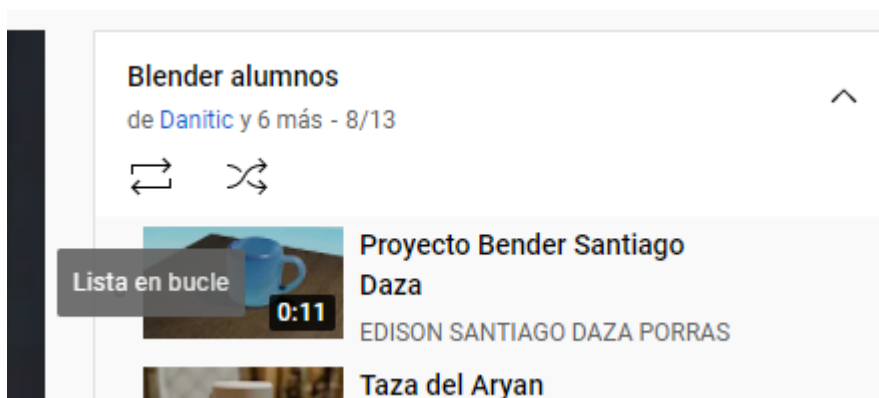 Blender alumnos
de Danitic y 6 más - 8/13
Proyecto Bender Santiago
Daza
Lista en bucle
0:11
EDISON SANTIAGO DAZA PORRAS
Taza del Aryan